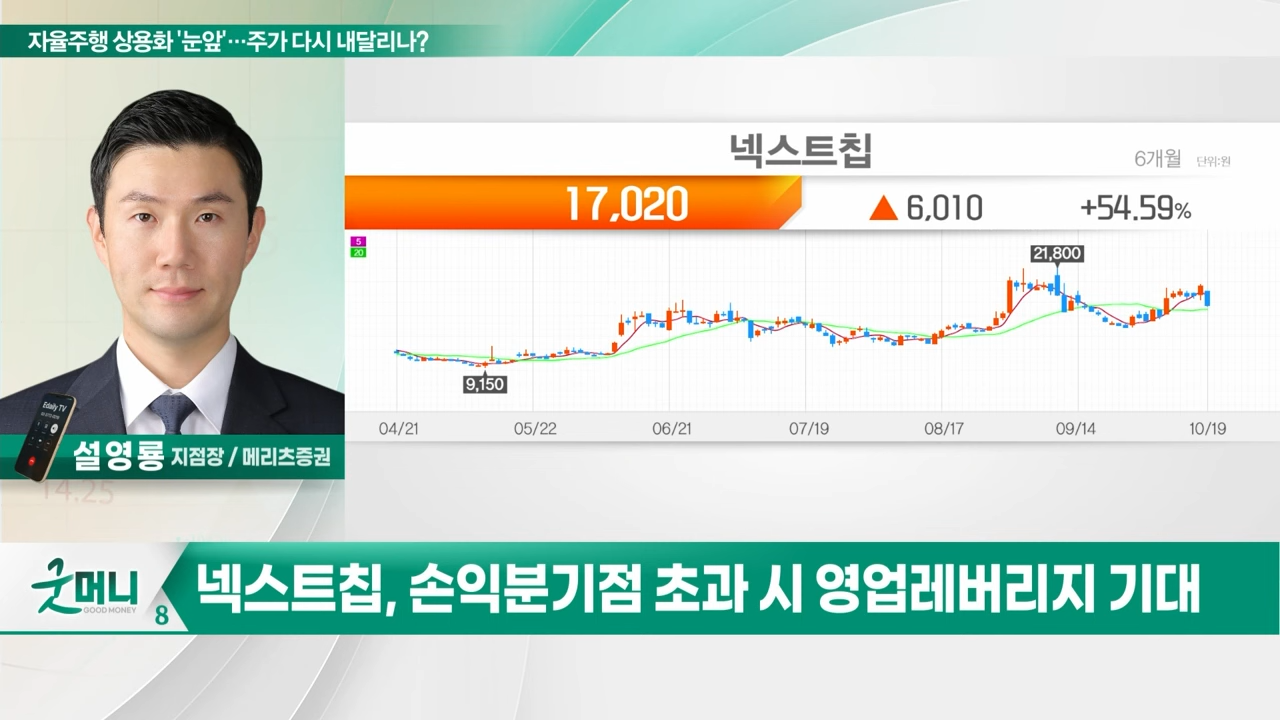 자율주행 상용화 '눈앞'…주가 다시 내달리나?
넥스트칩
6개월 단위:원
17,020 ▲ 6,010 +54.59%
5
20
21,800
9,150
04/21 05/22 06/21 07/19 08/17 09/14 10/19
Edaily TV
설영룡 지점장 / 메리츠증권
14.25
굿머니
GOOD MONEY
8
넥스트칩, 손익분기점 초과 시 영업레버리지 기대